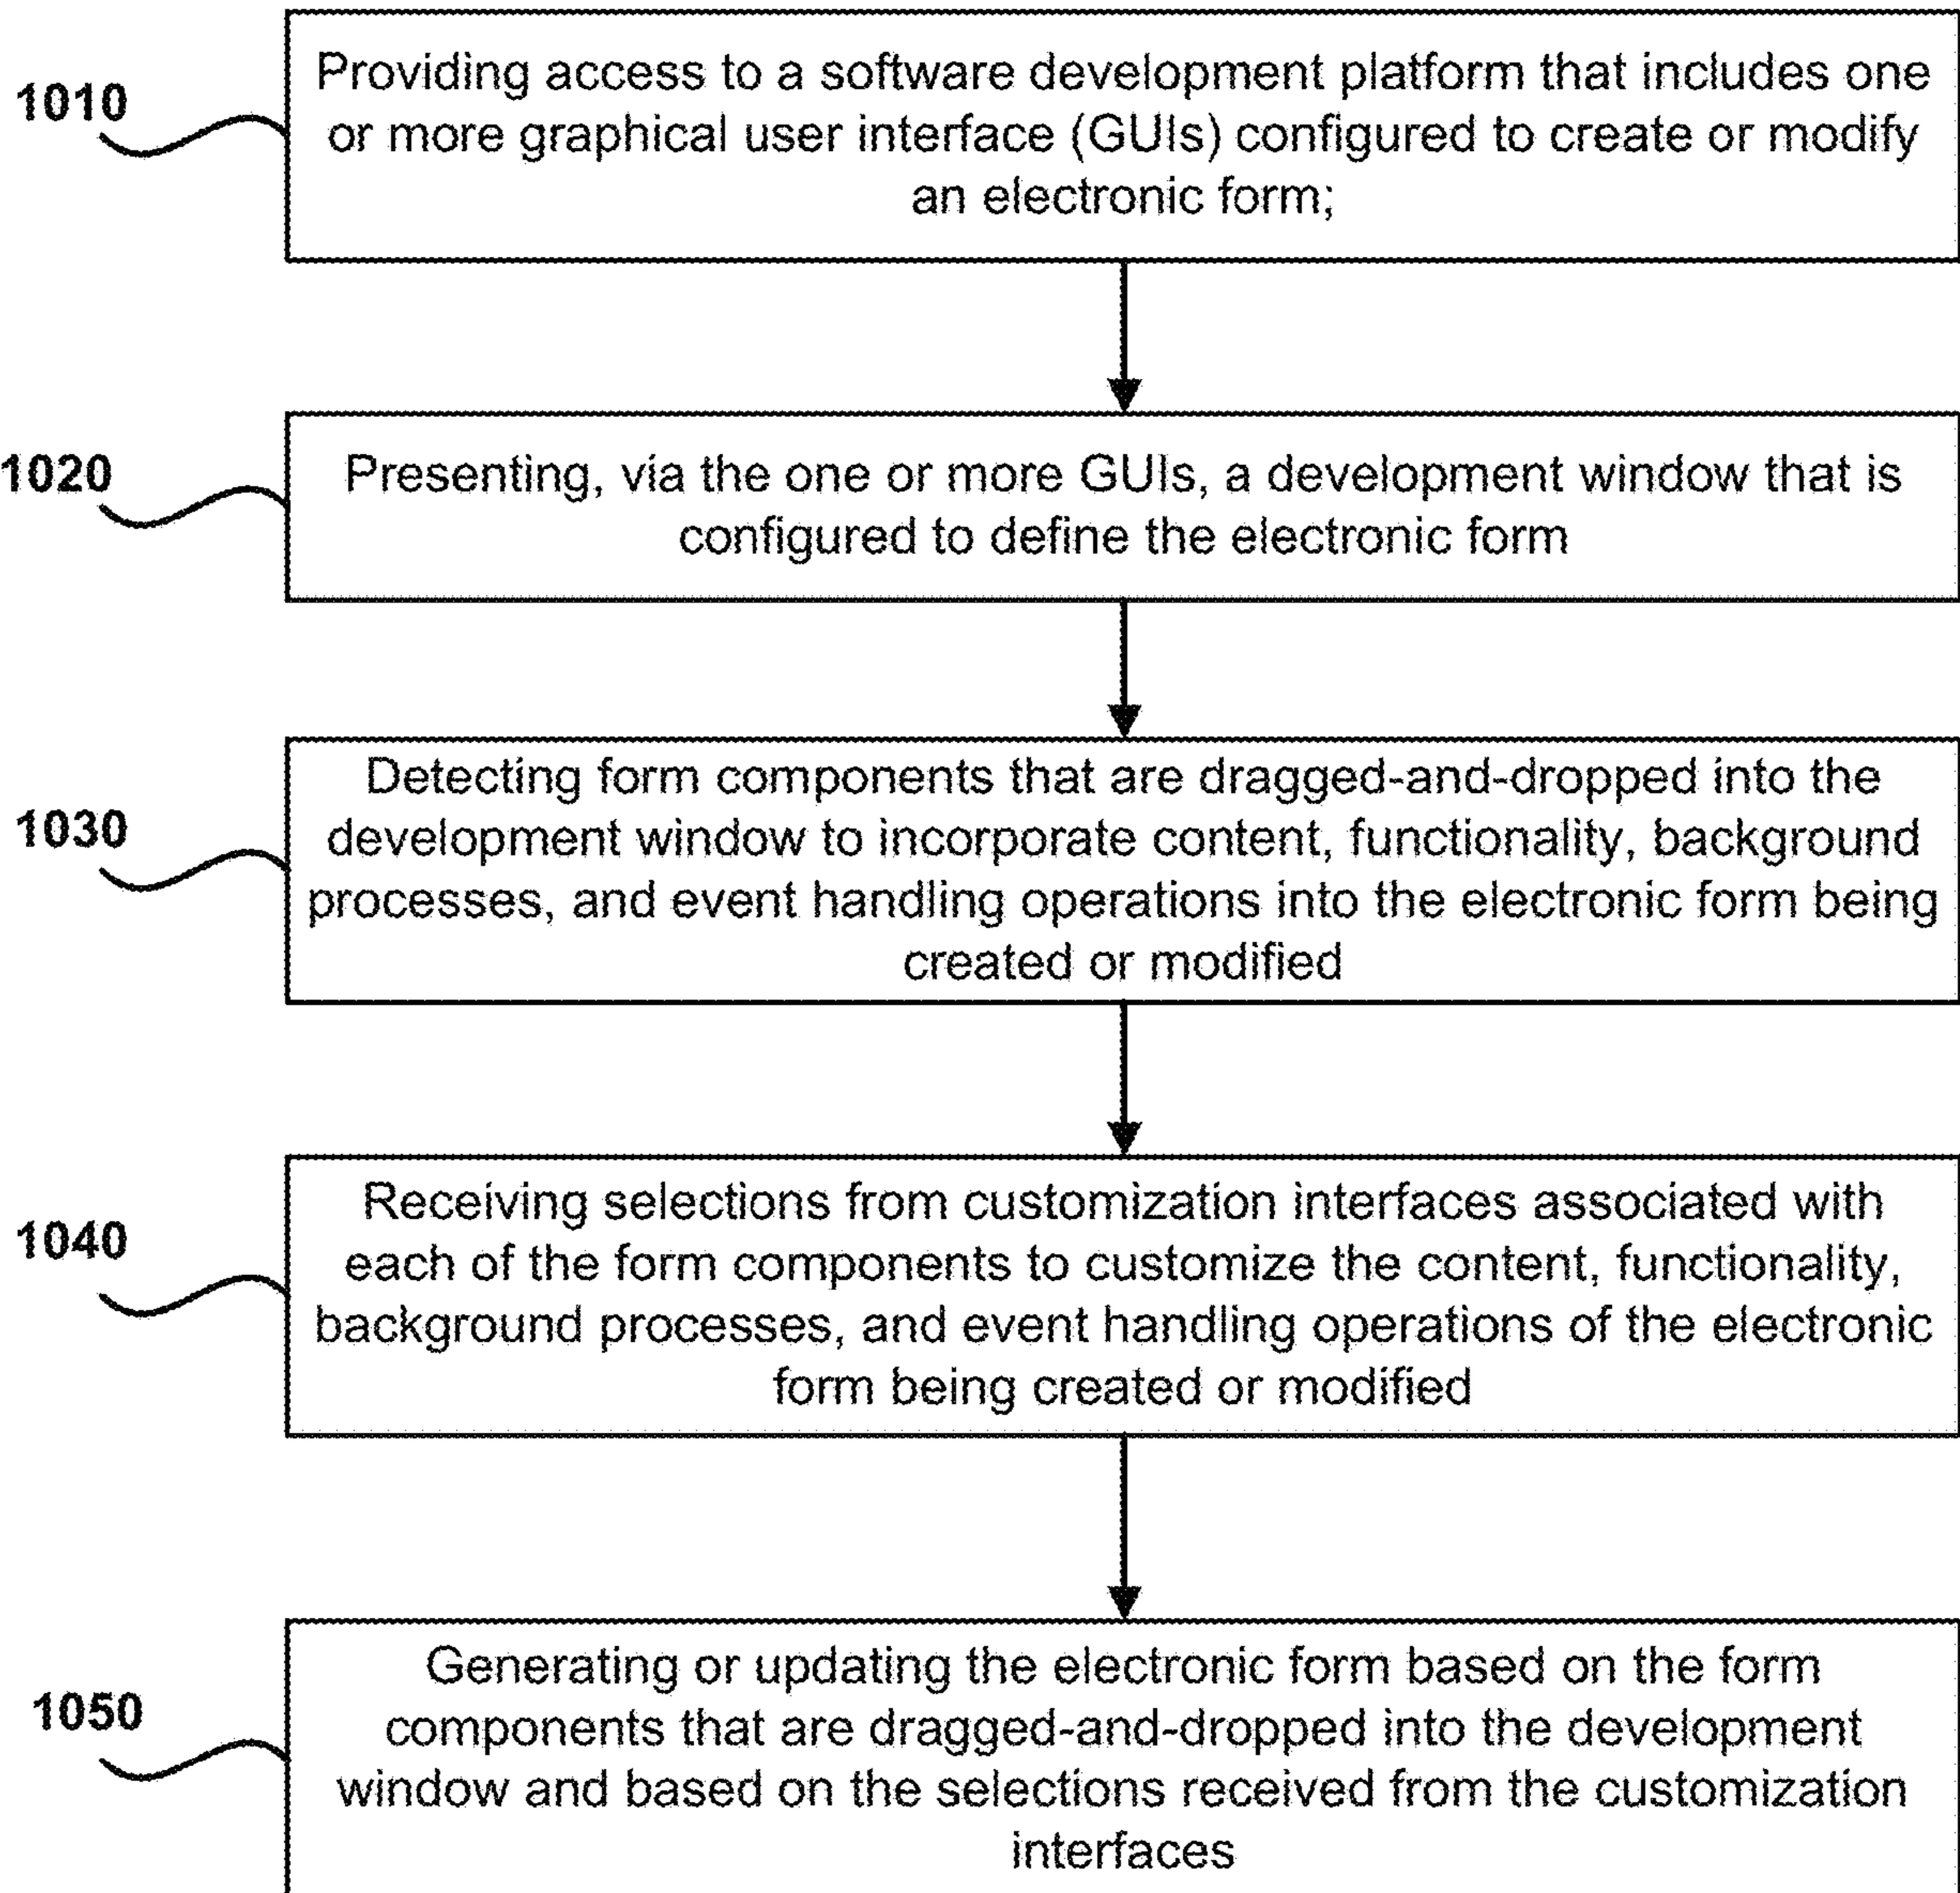 1010
Providing access to a software development platform that includes one
or more graphical user interface (GUIs) configured to create or modify
an electronic form;
1020
Presenting, via the one or more GUIs, a development window that is
configured to define the electronic form
1030
Detecting form components that are dragged-and-dropped into the
development window to incorporate content, functionality, background
processes, and event handling operations into the electronic form being
created or modified
1040
Receiving selections from customization interfaces associated with
each of the form components to customize the content, functionality,
background processes, and event handling operations of the electronic
form being created or modified
1050
Generating or updating the electronic form based on the form
components that are dragged-and-dropped into the development
window and based on the selections received from the customization
interfaces